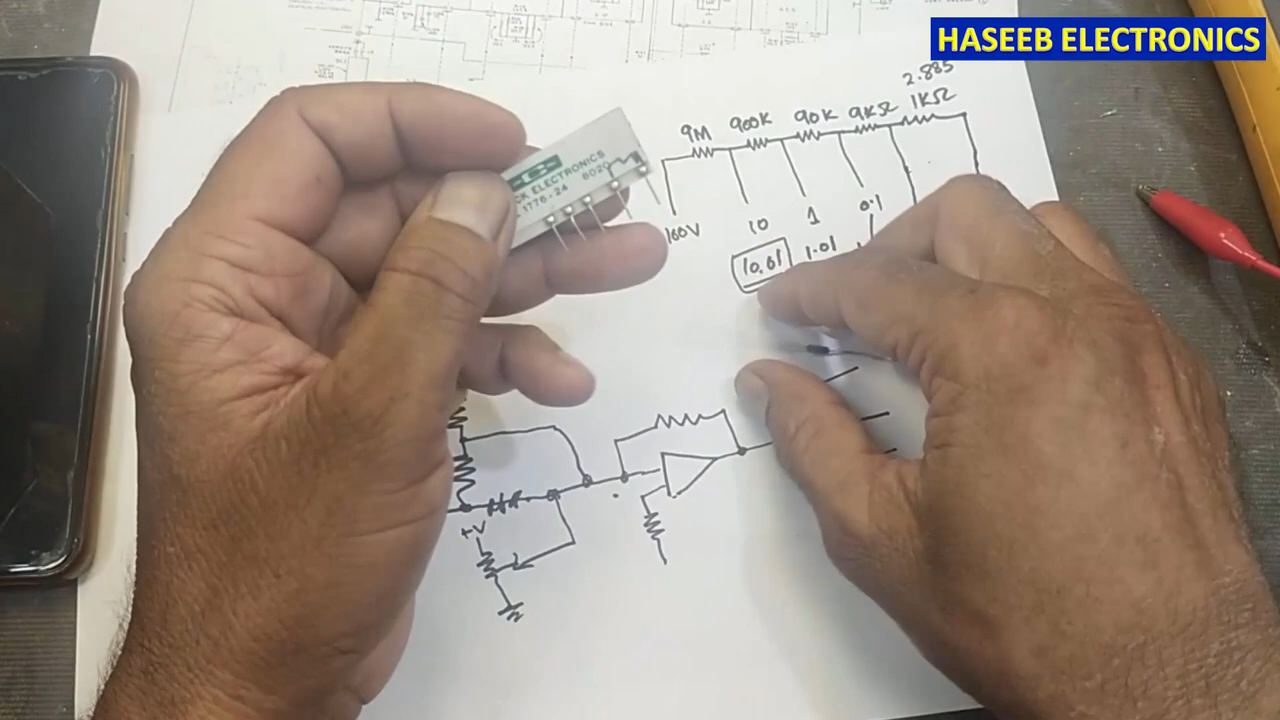 HASEEB ELECTRONICS
2.885
9M 900K 90K 9KΩ 1KΩ
CK ELECTRONICS
1776-24 8020
100V 10 1 0.1
10.01 1.01
+V